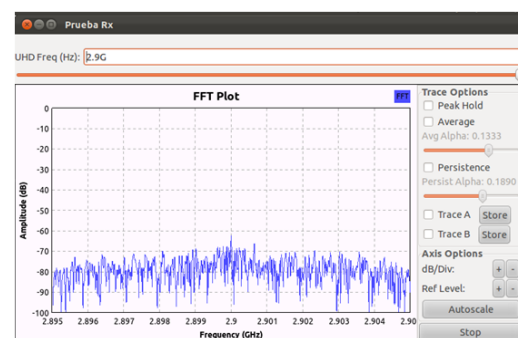 Prueba Rx
UHD Freq (Hz): 2.9G
FFT Plot
FFT
Amplitude (dB)
0
-10
-20
-30
-40
-50
-60
-70
-80
-90
-100
2.895 2.896 2.897 2.898 2.899 2.9 2.901 2.902 2.903 2.904 2.90
Frequency (GHz)
Trace Options
Peak Hold
Average
Avg Alpha: 0.1333
Persistence
Persist Alpha: 0.1890
Trace A Store
Trace B Store
Axis Options
dB/Div: + -
Ref Level: + -
Autoscale
Stop